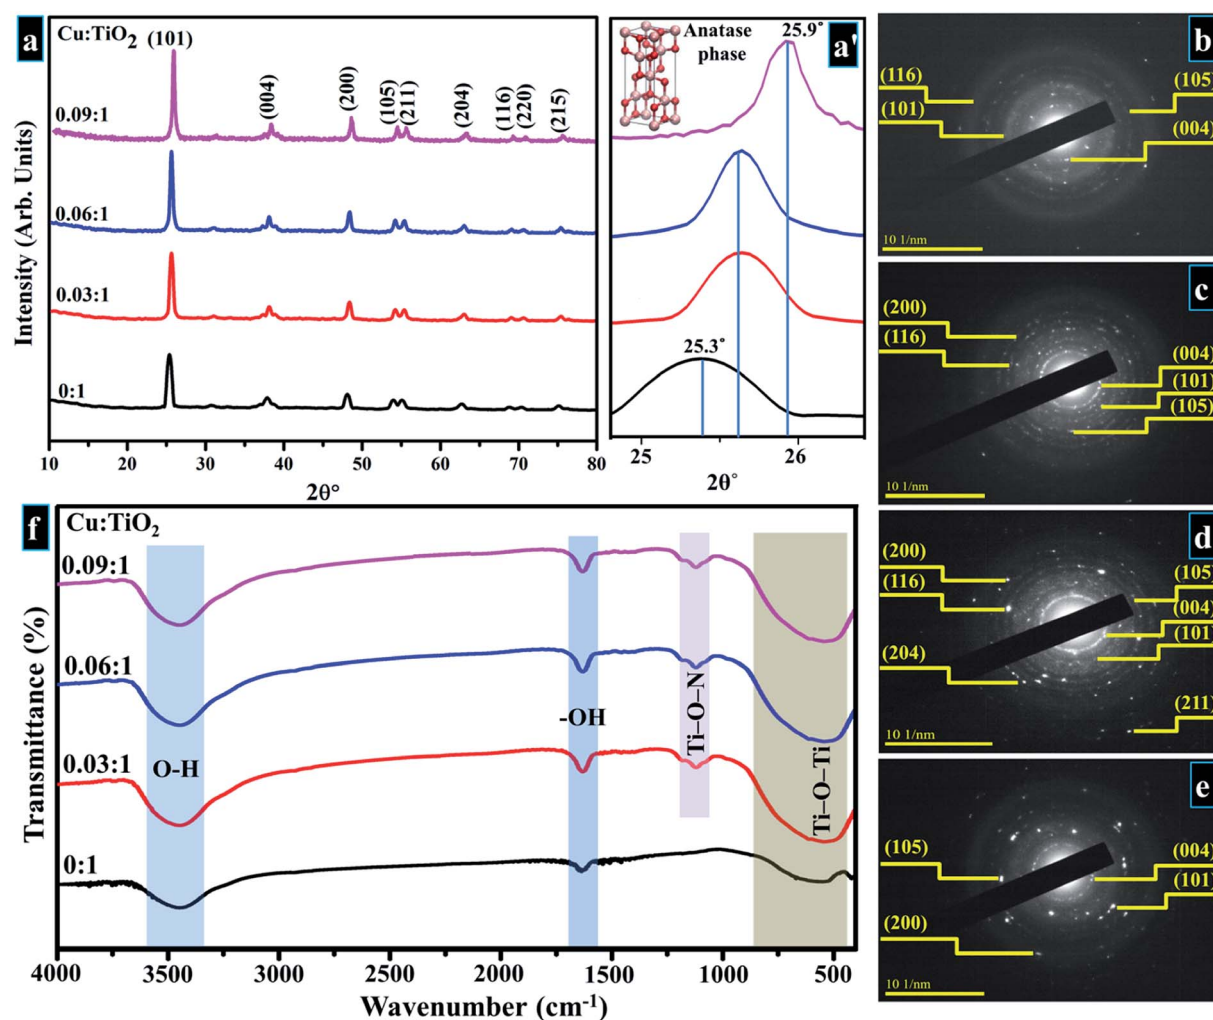 a
Cu:TiO2
(101)
(004)
(200)
(105)
(211)
(204)
(116)
(220)
(215)
0.09:1
0.06:1
0.03:1
0:1
Intensity (Arb. Units)
10 20 30 40 50 60 70 80
2θ°
a'
Anatase
phase
25.9°
25.3°
25 26
2θ°
b
(116)
(101)
(105)
(004)
10 1/nm
c
(200)
(116)
(004)
(101)
(105)
10 1/nm
d
(200)
(116)
(204)
(105)
(004)
(101)
(211)
10 1/nm
e
(105)
(200)
(004)
(101)
10 1/nm
f
Cu:TiO2
0.09:1
0.06:1
0.03:1
0:1
O-H
-OH
Ti–O–N
Ti–O–Ti
Transmittance (%)
4000 3500 3000 2500 2000 1500 1000 500
Wavenumber (cm-1)